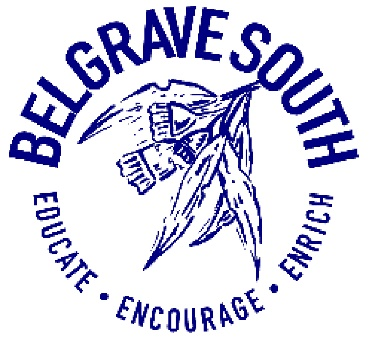 BELGRAVE SOUTH
EDUCATE • ENCOURAGE • ENRICH